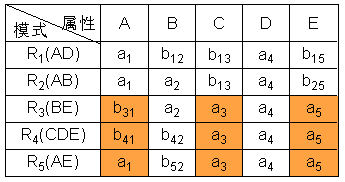 模式 属性 A B C D E
R₁(AD) a₁ b₁₂ b₁₃ a₄ b₁₅
R₂(AB) a₁ a₂ b₁₃ a₄ b₂₅
R₃(BE) b₃₁ a₂ a₃ a₄ a₅
R₄(CDE) b₄₁ b₄₂ a₃ a₄ a₅
R₅(AE) a₁ b₅₂ a₃ a₄ a₅